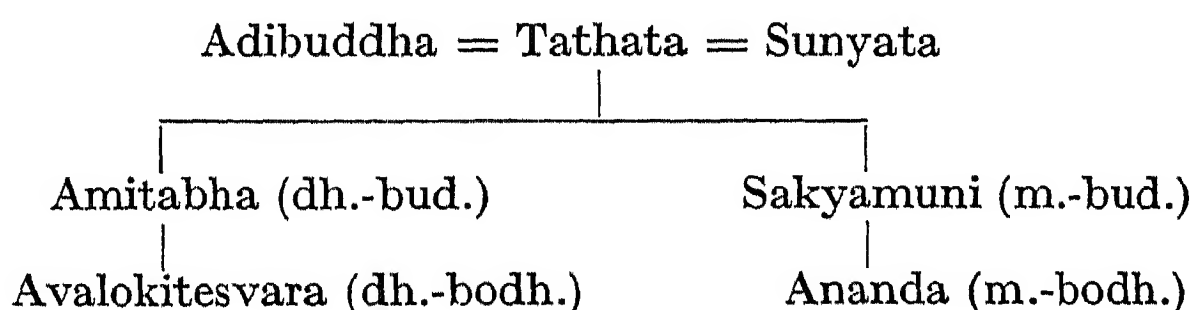 Adibuddha = Tathata = Sunyata
Amitabha (dh.-bud.) Sakyamuni (m.-bud.)
Avalokitesvara (dh.-bodh.) Ananda (m.-bodh.)